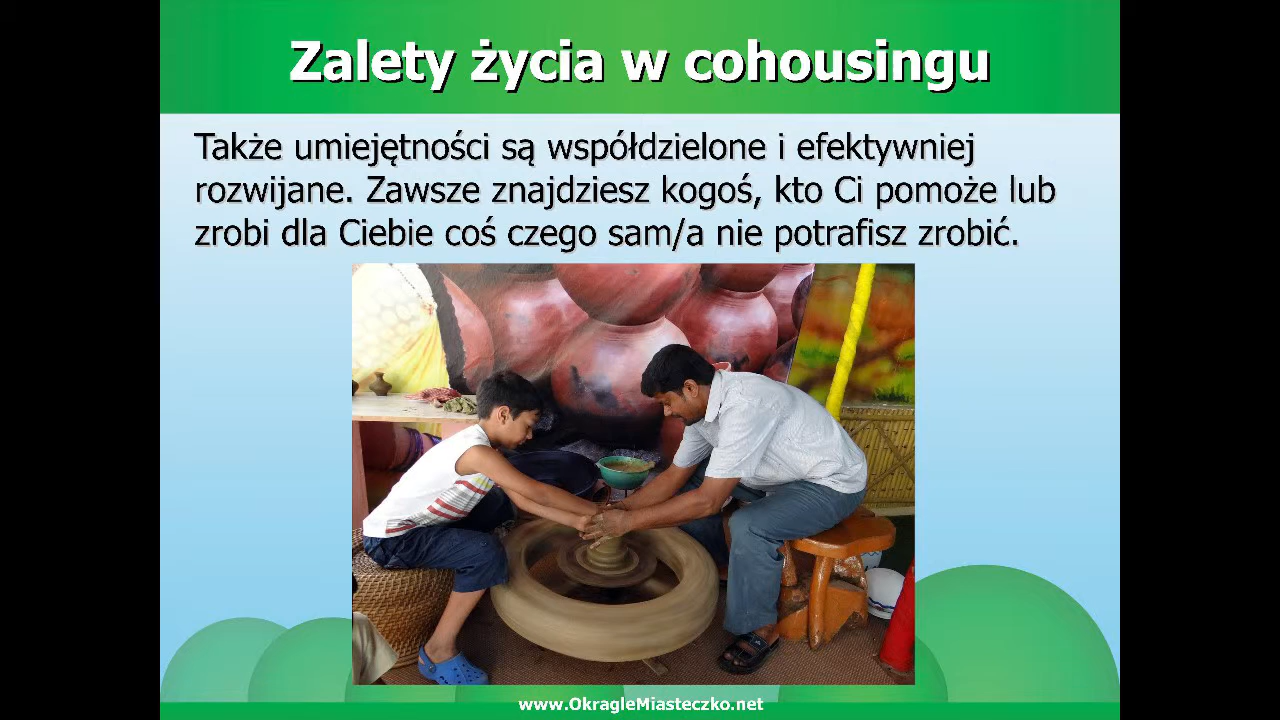 Zalety życia w cohousingu
Także umiejętności są współdzielone i efektywniej
rozwijane. Zawsze znajdziesz kogoś, kto Ci pomoże lub
zrobi dla Ciebie coś czego sam/a nie potrafisz zrobić.
www.OkragleMiasteczko.net